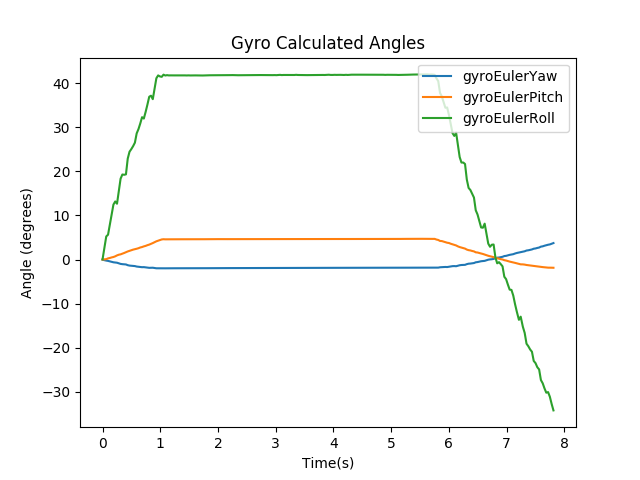 Gyro Calculated Angles
gyroEulerYaw
gyroEulerPitch
gyroEulerRoll
Angle (degrees)
40
30
20
10
0
−10
−20
−30
0 1 2 3 4 5 6 7 8
Time(s)